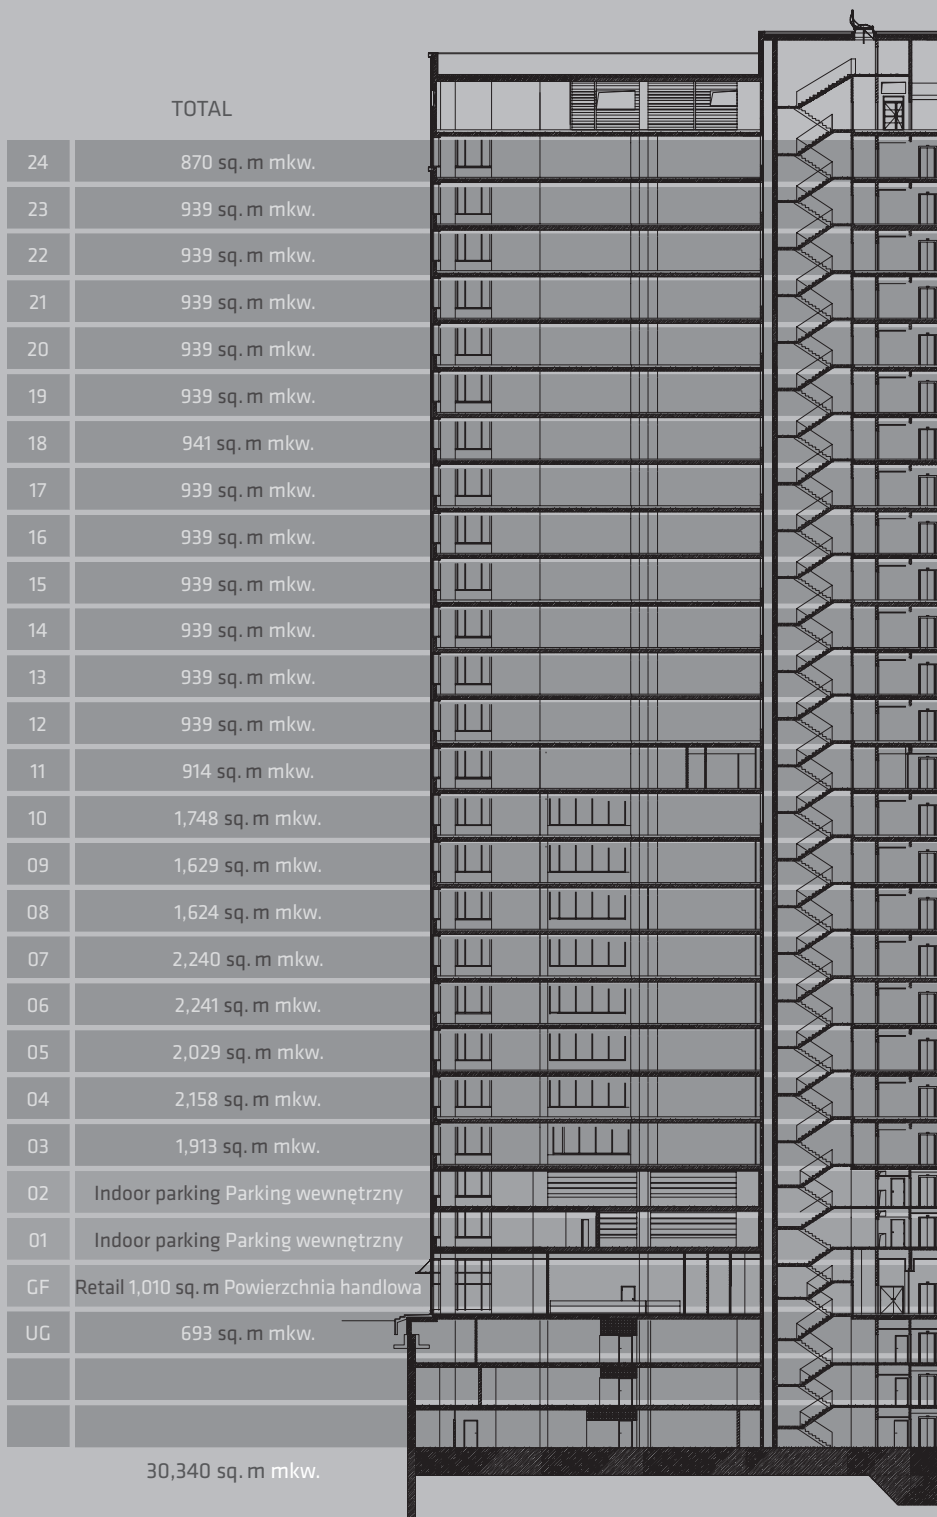 TOTAL
24 870 sq. m mkw.
23 939 sq. m mkw.
22 939 sq. m mkw.
21 939 sq. m mkw.
20 939 sq. m mkw.
19 939 sq. m mkw.
18 941 sq. m mkw.
17 939 sq. m mkw.
16 939 sq. m mkw.
15 939 sq. m mkw.
14 939 sq. m mkw.
13 939 sq. m mkw.
12 939 sq. m mkw.
11 914 sq. m mkw.
10 1,748 sq. m mkw.
09 1,629 sq. m mkw.
08 1,624 sq. m mkw.
07 2,240 sq. m mkw.
06 2,241 sq. m mkw.
05 2,029 sq. m mkw.
04 2,158 sq. m mkw.
03 1,913 sq. m mkw.
02 Indoor parking Parking wewnętrzny
01 Indoor parking Parking wewnętrzny
GF Retail 1,010 sq. m Powierzchnia handlowa
UG 693 sq. m mkw.
30,340 sq. m mkw.